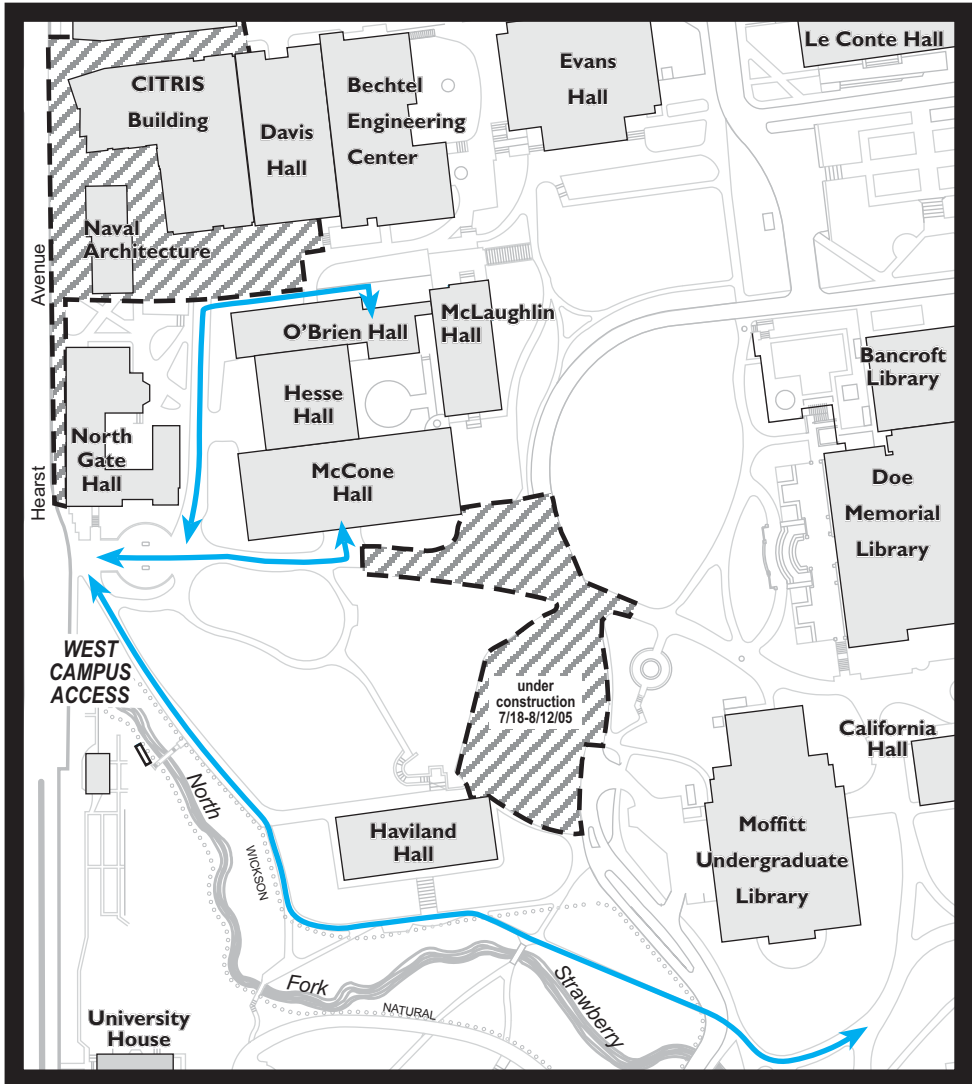 Le Conte Hall
Evans
Hall
CITRIS
Building
Bechtel
Engineering
Center
Davis
Hall
Naval
Architecture
Avenue
O'Brien Hall
McLaughlin
Hall
Bancroft
Library
Hesse
Hall
North
Gate
Hall
McCone
Hall
Hearst
Doe
Memorial
Library
WEST
CAMPUS
ACCESS
under
construction
7/18-8/12/05
California
Hall
North
Haviland
Hall
WICKSON
Moffitt
Undergraduate
Library
Fork
NATURAL
Strawberry
University
House